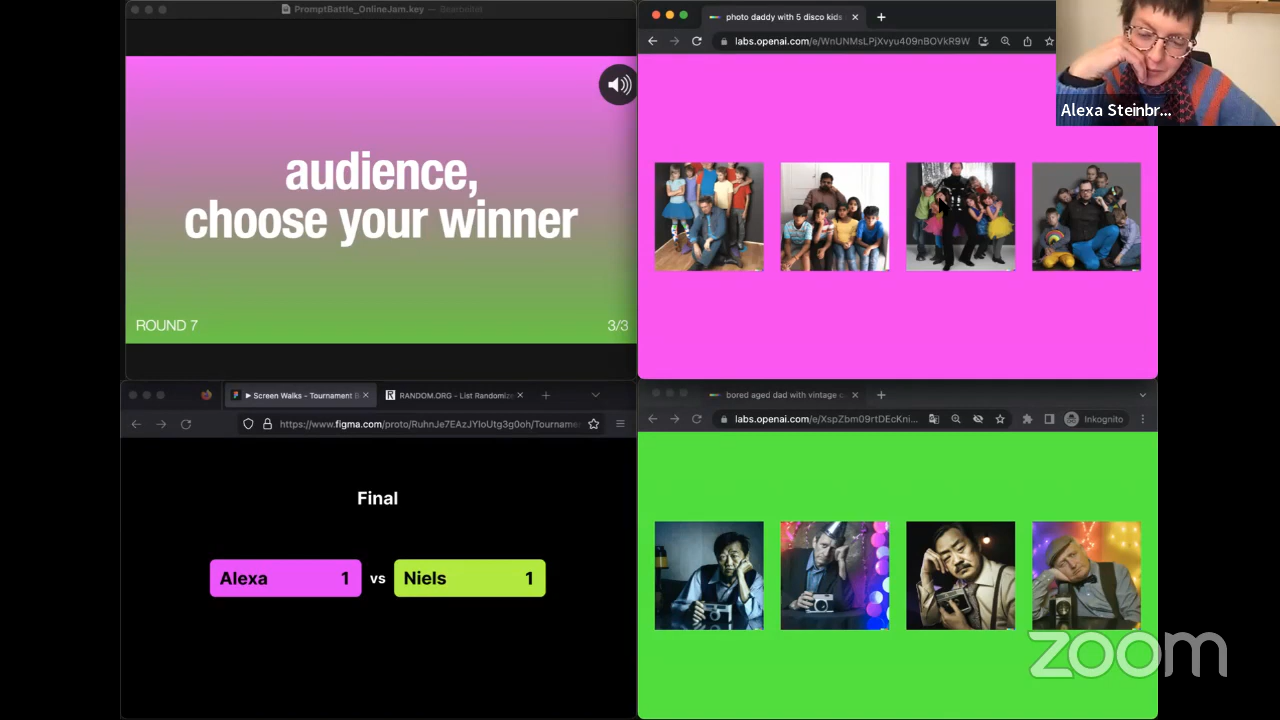 PromptBattle_OnlineJam.key — Bearbeitet
audience,
choose your winner
ROUND 7
3/3
photo daddy with 5 disco kids
labs.openai.com/e/WnUNMsLPjXvyu409nBOVkR9W
Alexa Steinbr...
Screen Walks - Tournament B
RANDOM.ORG - List Randomize
https://www.figma.com/proto/RuhnJe7EAzJYIoUtg3g0oh/Tourname
Final
Alexa 1 vs Niels 1
bored aged dad with vintage c
labs.openai.com/e/XspZbm09rtDEcKni...
Inkognito
zoom